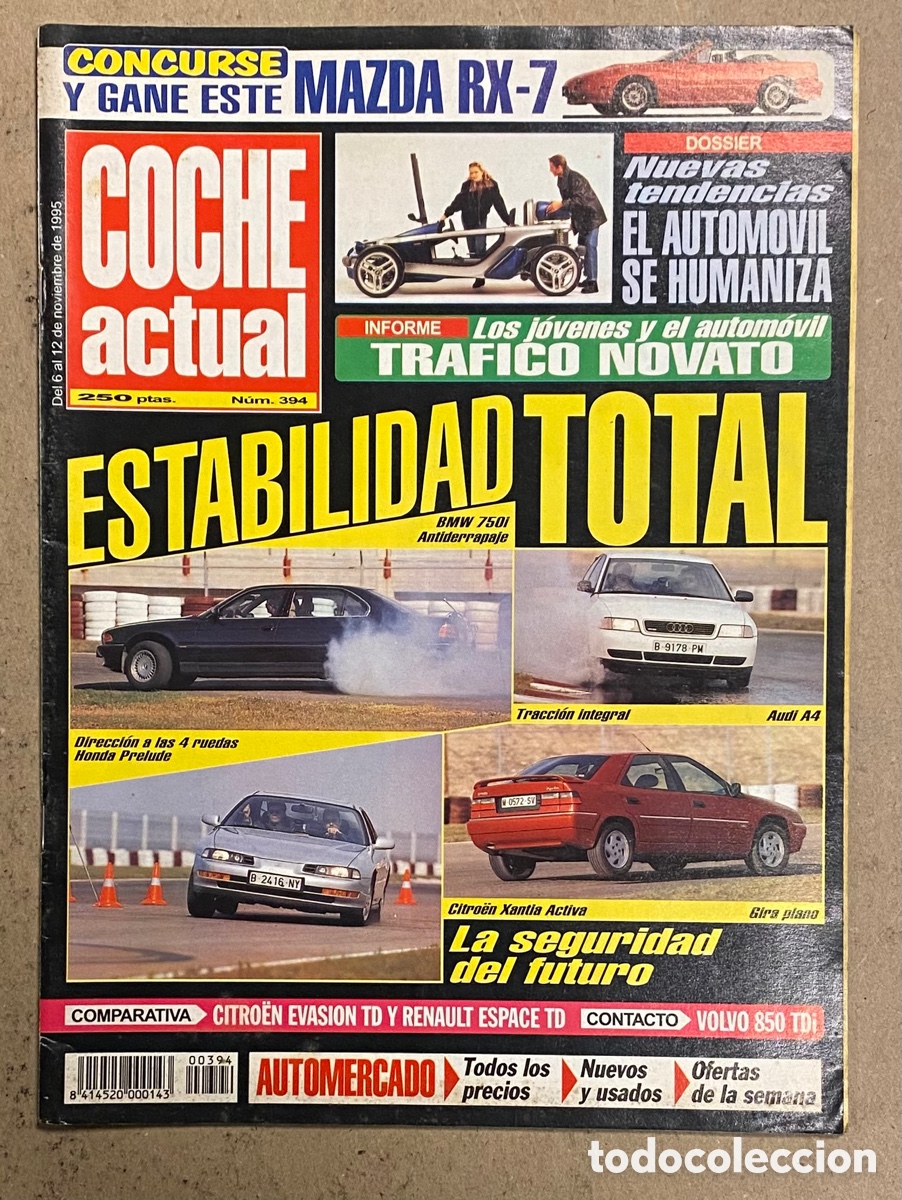 CONCURSE
Y GANE ESTE MAZDA RX-7
Del 6 al 12 de noviembre de 1995
COCHE
actual
250 ptas. Núm. 394
DOSSIER
Nuevas
tendencias
EL AUTOMOVIL
SE HUMANIZA
INFORME Los jóvenes y el automóvil
TRAFICO NOVATO
ESTABILIDAD TOTAL
BMW 750i
Antiderrapaje
B 9178 PM
Tracción integral Audi A4
Dirección a las 4 ruedas
Honda Prelude
B 2416 NY
W 0572 SV
Citroën Xantia Activa Gira plano
La seguridad
del futuro
COMPARATIVA CITROËN EVASION TD Y RENAULT ESPACE TD CONTACTO VOLVO 850 TDi
00394
8 414520 000143
AUTOMERCADO
Todos los
precios
Nuevos
y usados
Ofertas
de la semana
todocoleccion